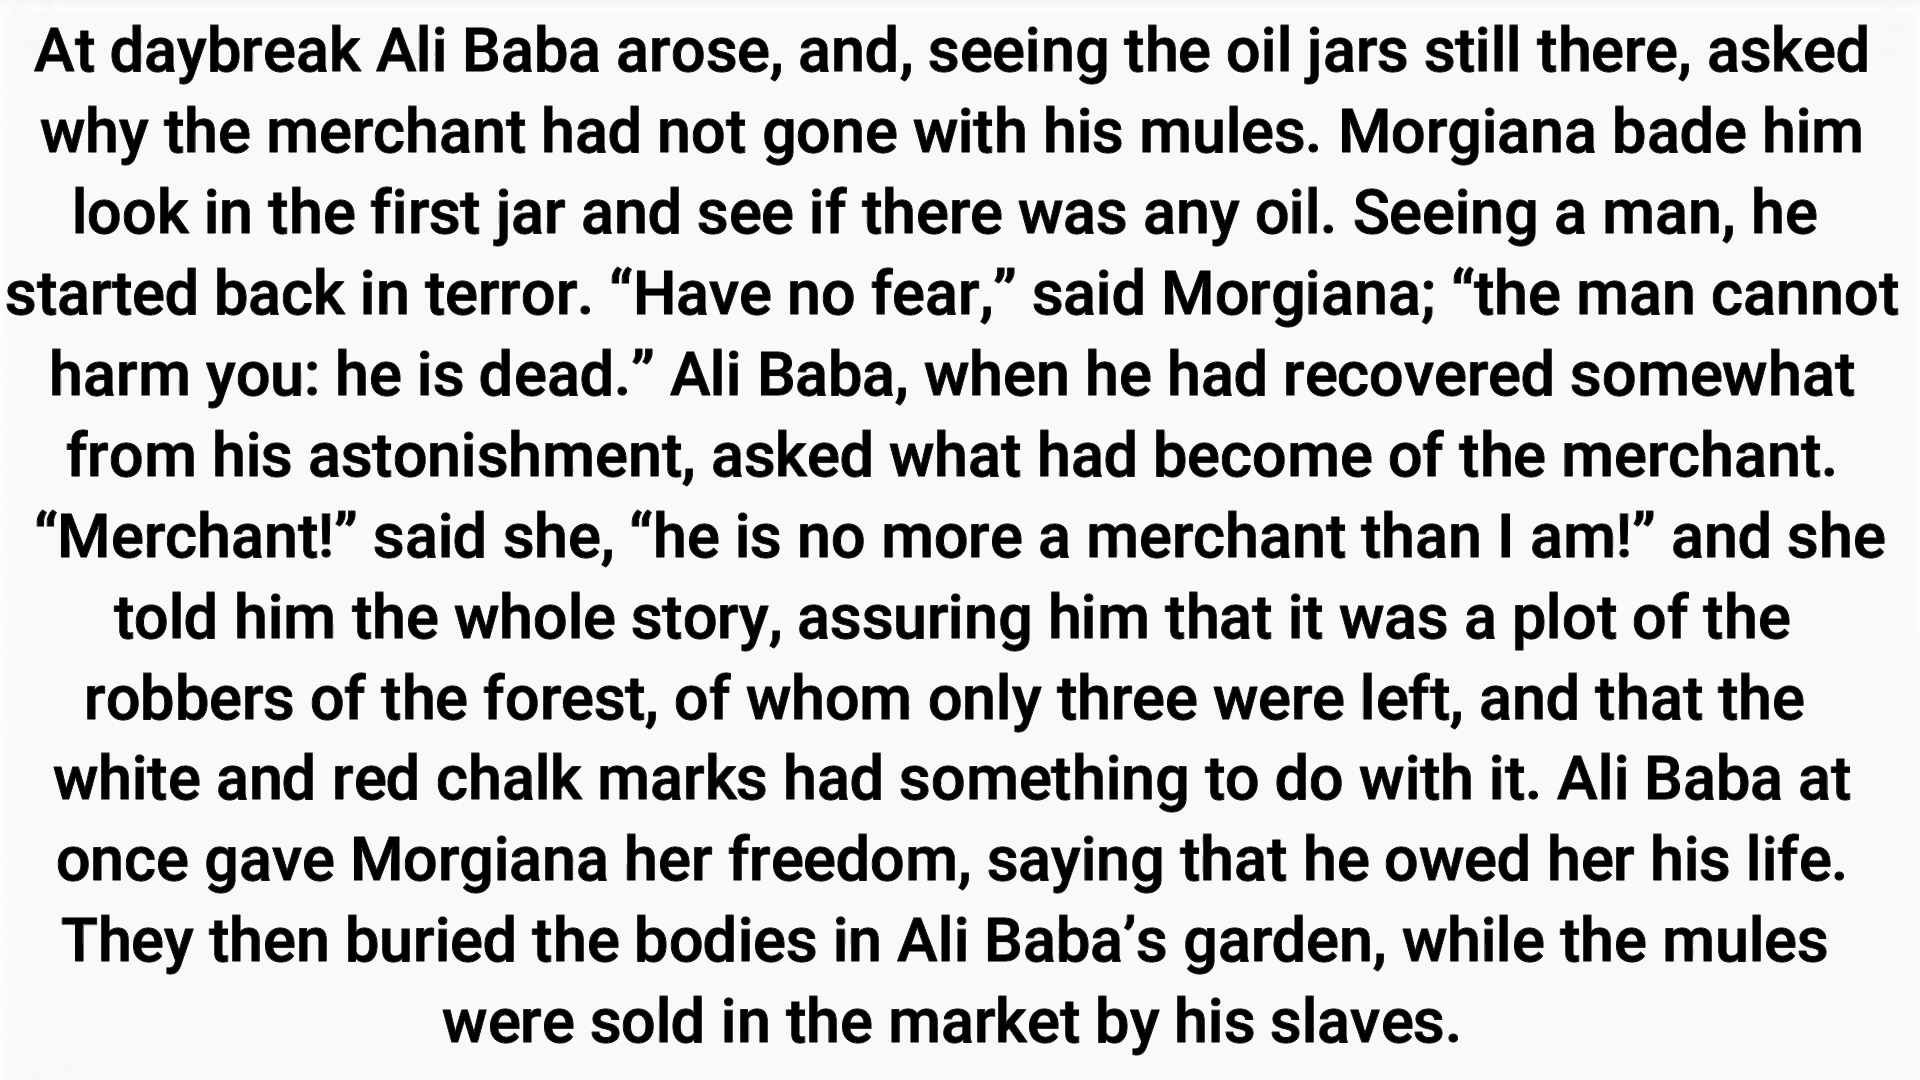 At daybreak Ali Baba arose, and, seeing the oil jars still there, asked
why the merchant had not gone with his mules. Morgiana bade him
look in the first jar and see if there was any oil. Seeing a man, he
started back in terror. “Have no fear,” said Morgiana; “the man cannot
harm you: he is dead.” Ali Baba, when he had recovered somewhat
from his astonishment, asked what had become of the merchant.
“Merchant!” said she, “he is no more a merchant than I am!” and she
told him the whole story, assuring him that it was a plot of the
robbers of the forest, of whom only three were left, and that the
white and red chalk marks had something to do with it. Ali Baba at
once gave Morgiana her freedom, saying that he owed her his life.
They then buried the bodies in Ali Baba’s garden, while the mules
were sold in the market by his slaves.